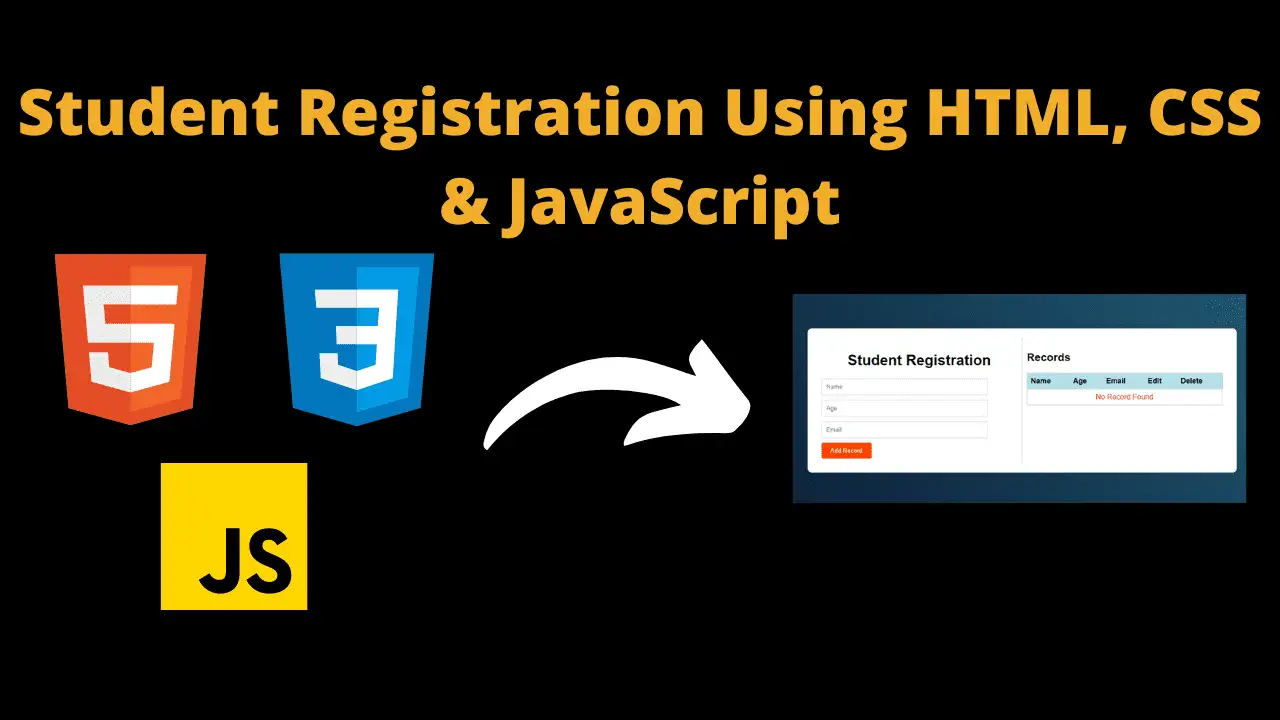 Student Registration Using HTML, CSS
& JavaScript
5
3
JS
Student Registration
Name
Age
Email
Add Record
Records
Name Age Email Edit Delete
No Record Found